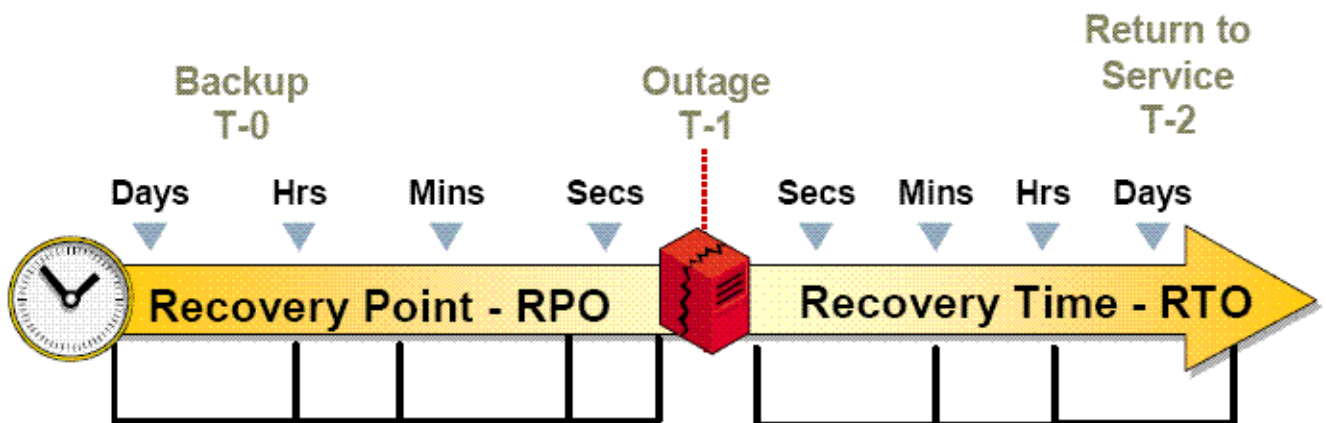 Backup
T-0
Outage
T-1
Return to
Service
T-2
Days Hrs Mins Secs Secs Mins Hrs Days
Recovery Point - RPO Recovery Time - RTO